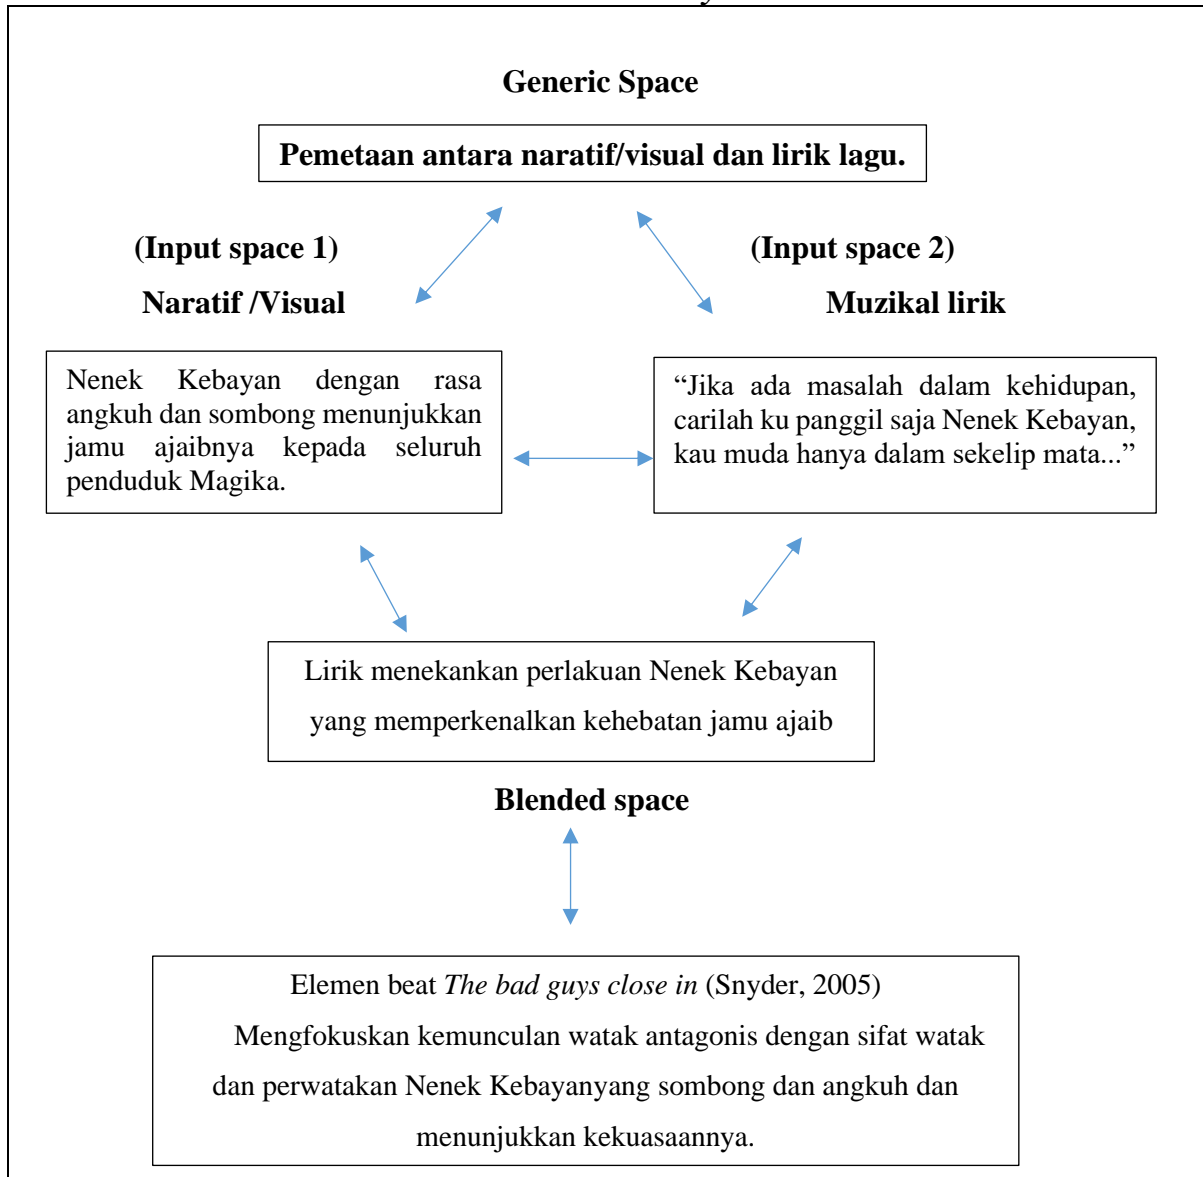 Generic Space
Pemetaan antara naratif/visual dan lirik lagu.
(Input space 1)
Naratif /Visual
Nenek Kebayan dengan rasa
angkuh dan sombong menunjukkan
jamu ajaibnya kepada seluruh
penduduk Magika.
(Input space 2)
Muzikal lirik
“Jika ada masalah dalam kehidupan,
carilah ku panggil saja Nenek Kebayan,
kau muda hanya dalam sekelip mata...”
Lirik menekankan perlakuan Nenek Kebayan
yang memperkenalkan kehebatan jamu ajaib
Blended space
Elemen beat The bad guys close in (Snyder, 2005)
Mengfokuskan kemunculan watak antagonis dengan sifat watak
dan perwatakan Nenek Kebayanyang sombong dan angkuh dan
menunjukkan kekuasaannya.